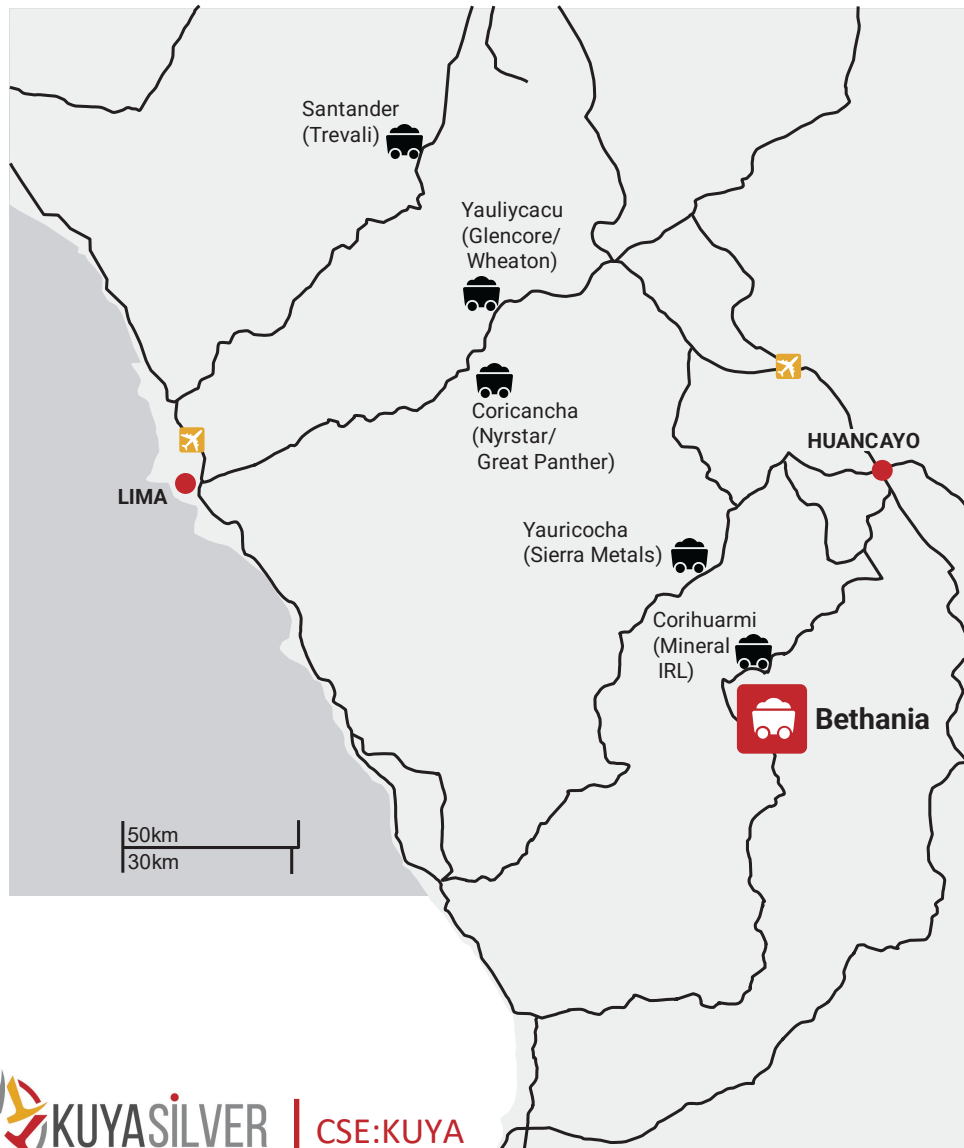 Santander
(Trevali)
Yauliycacu
(Glencore/
Wheaton)
Coricancha
(Nyrstar/
Great Panther)
HUANCAYO
LIMA
Yauricocha
(Sierra Metals)
Corihuarmi
(Mineral
IRL)
Bethania
50km
30km
KUYASILVER | CSE:KUYA